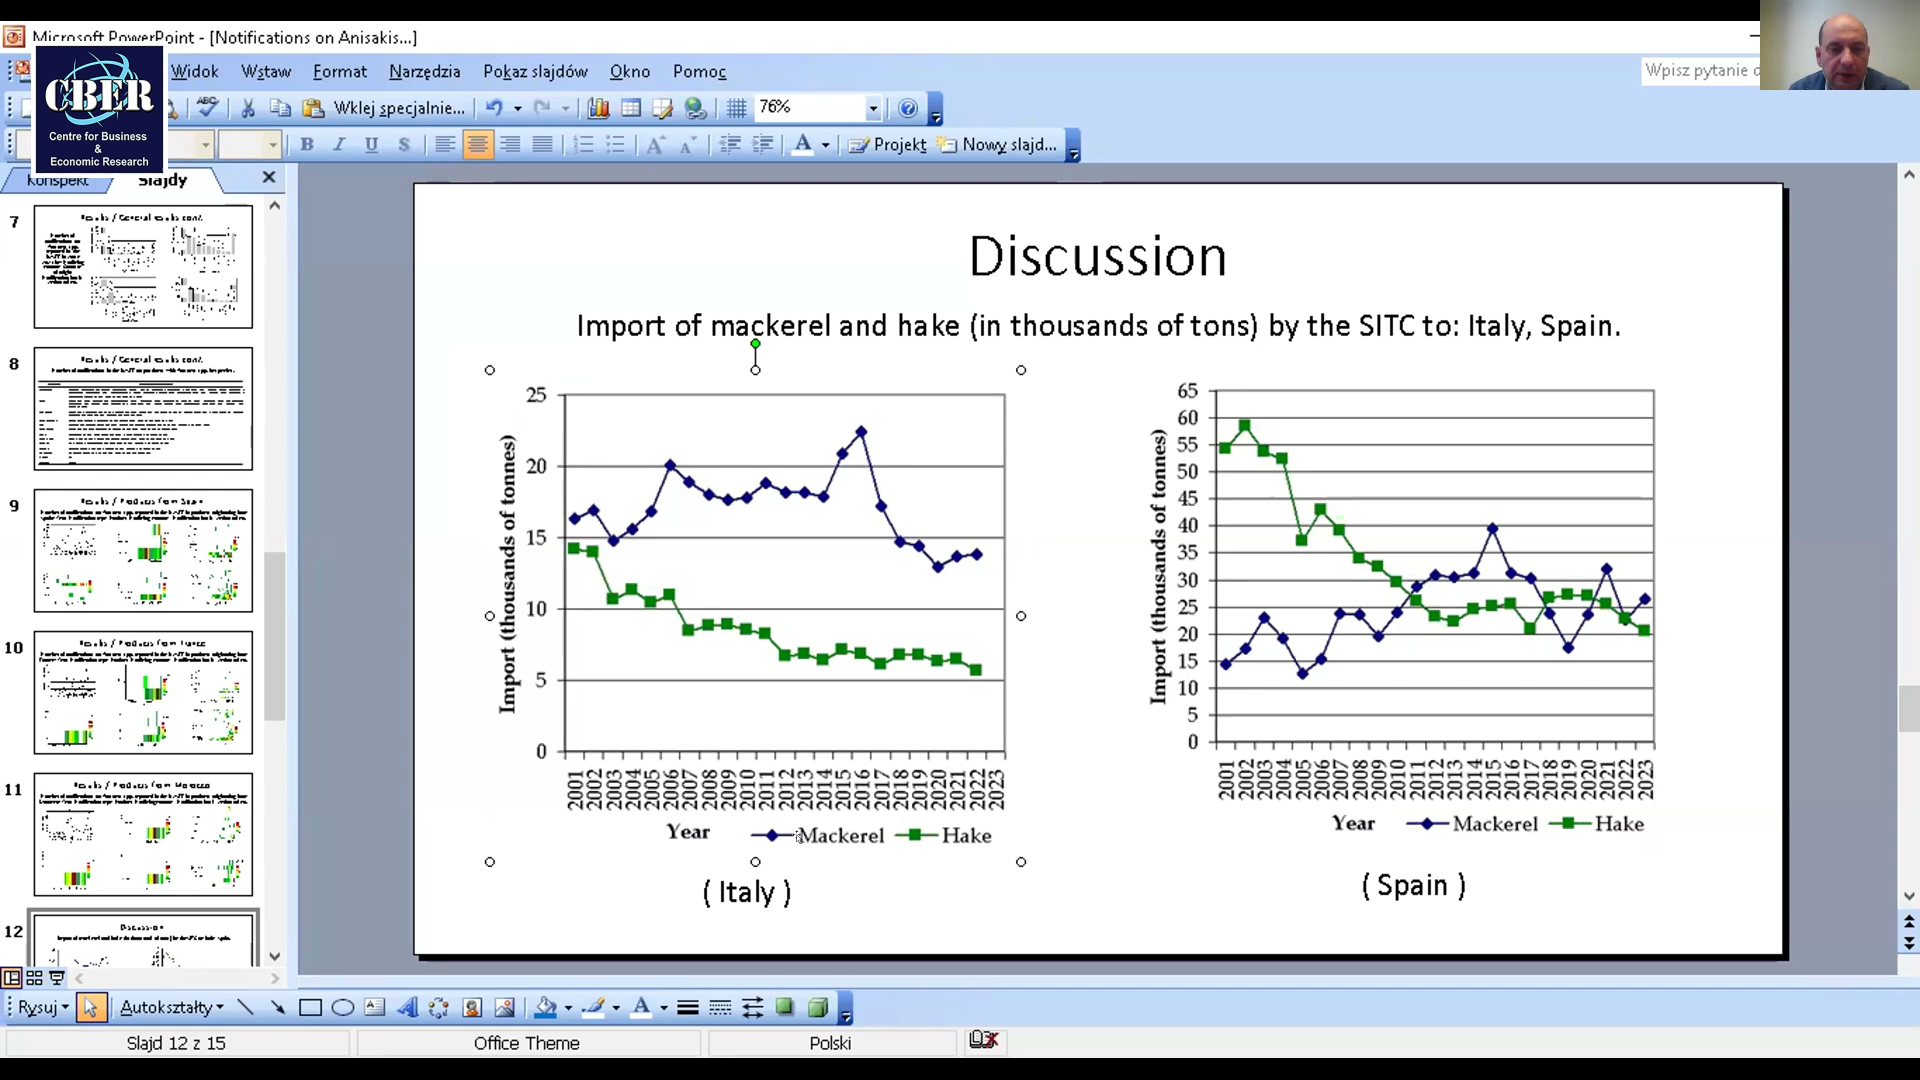 Microsoft PowerPoint - [Notifications on Anisakis...]
Widok Wstaw Format Narzędzia Pokaz slajdów Okno Pomoc
Wpisz pytanie d
CBER
Centre for Business
&
Economic Research
Wklej specjalnie...
76%
B I U S
Projekt
Nowy slajd...
Konspekt
Slajdy
7
8
9
10
11
12
Discussion
Import of mackerel and hake (in thousands of tons) by the SITC to: Italy, Spain.
Import (thousands of tonnes)
25
20
15
10
5
0
2001 2002 2003 2004 2005 2006 2007 2008 2009 2010 2011 2012 2013 2014 2015 2016 2017 2018 2019 2020 2021 2022 2023
Year
Mackerel
Hake
( Italy )
Import (thousands of tonnes)
65
60
55
50
45
40
35
30
25
20
15
10
5
0
2001 2002 2003 2004 2005 2006 2007 2008 2009 2010 2011 2012 2013 2014 2015 2016 2017 2018 2019 2020 2021 2022 2023
Year
Mackerel
Hake
( Spain )
Rysuj
Autokształty
Slajd 12 z 15
Office Theme
Polski